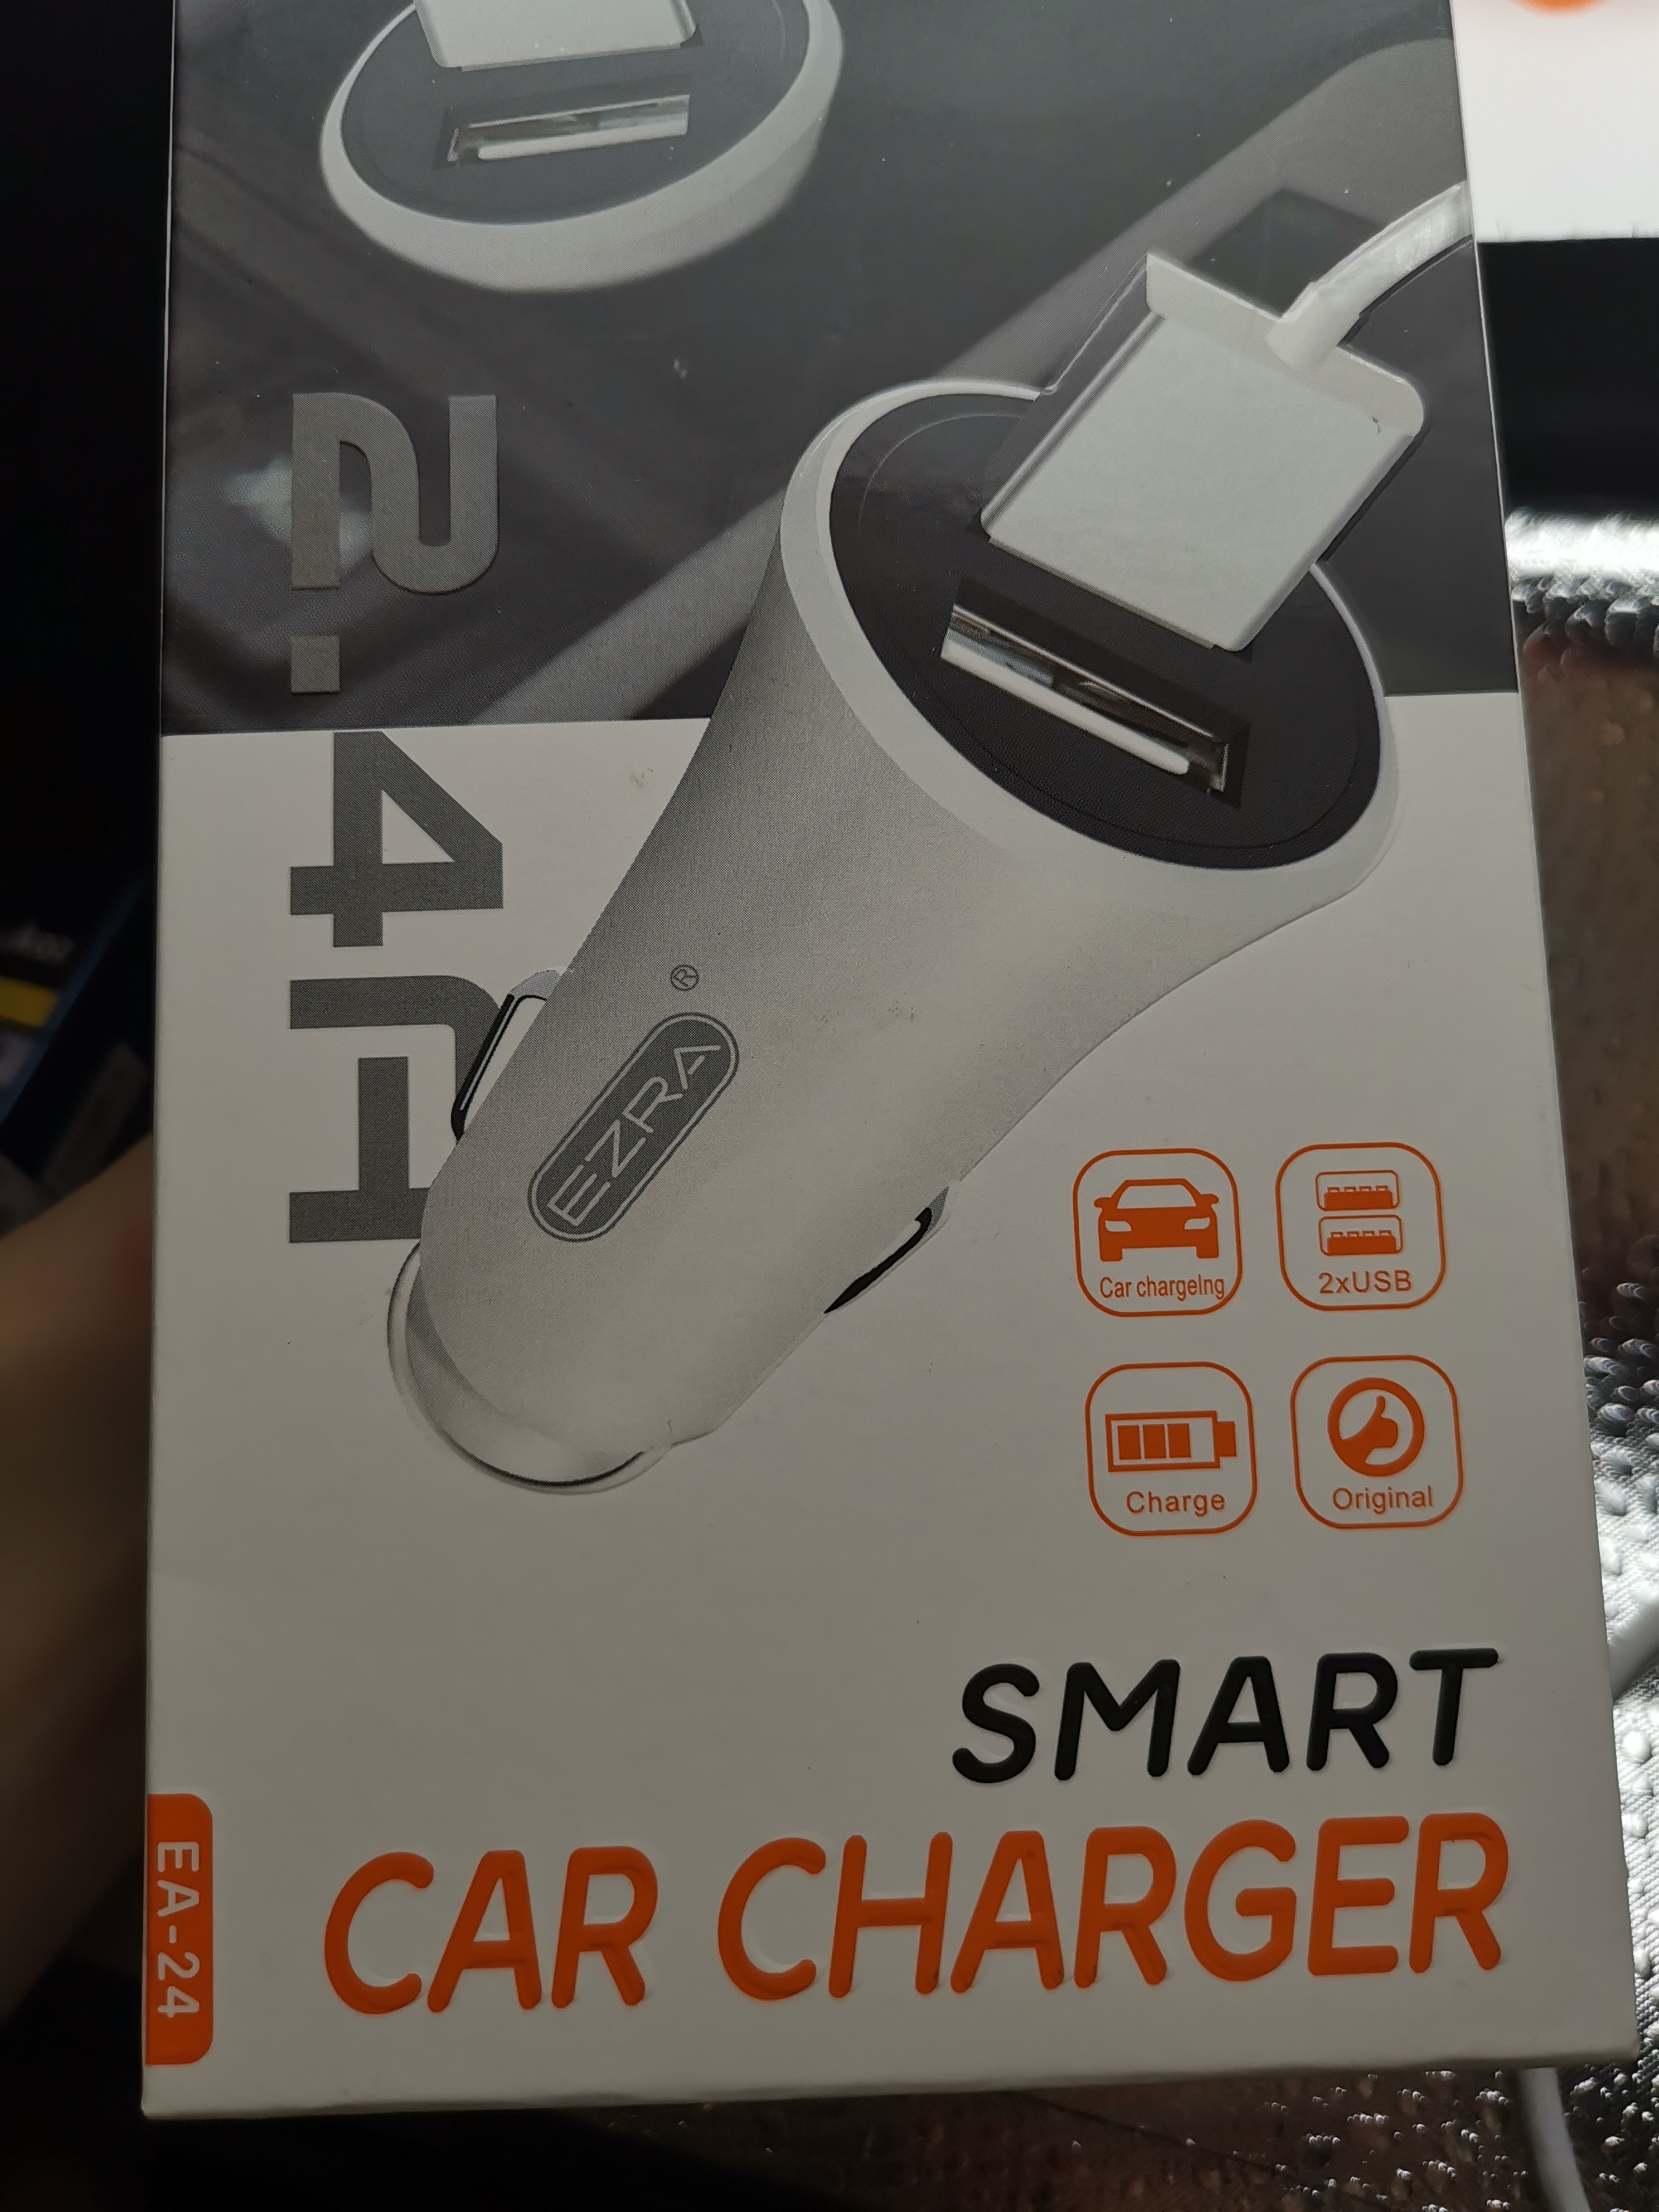 2.4A
EZRA
®
Car chargeIng
2xUSB
Charge
Original
SMART
CAR CHARGER
EA-24